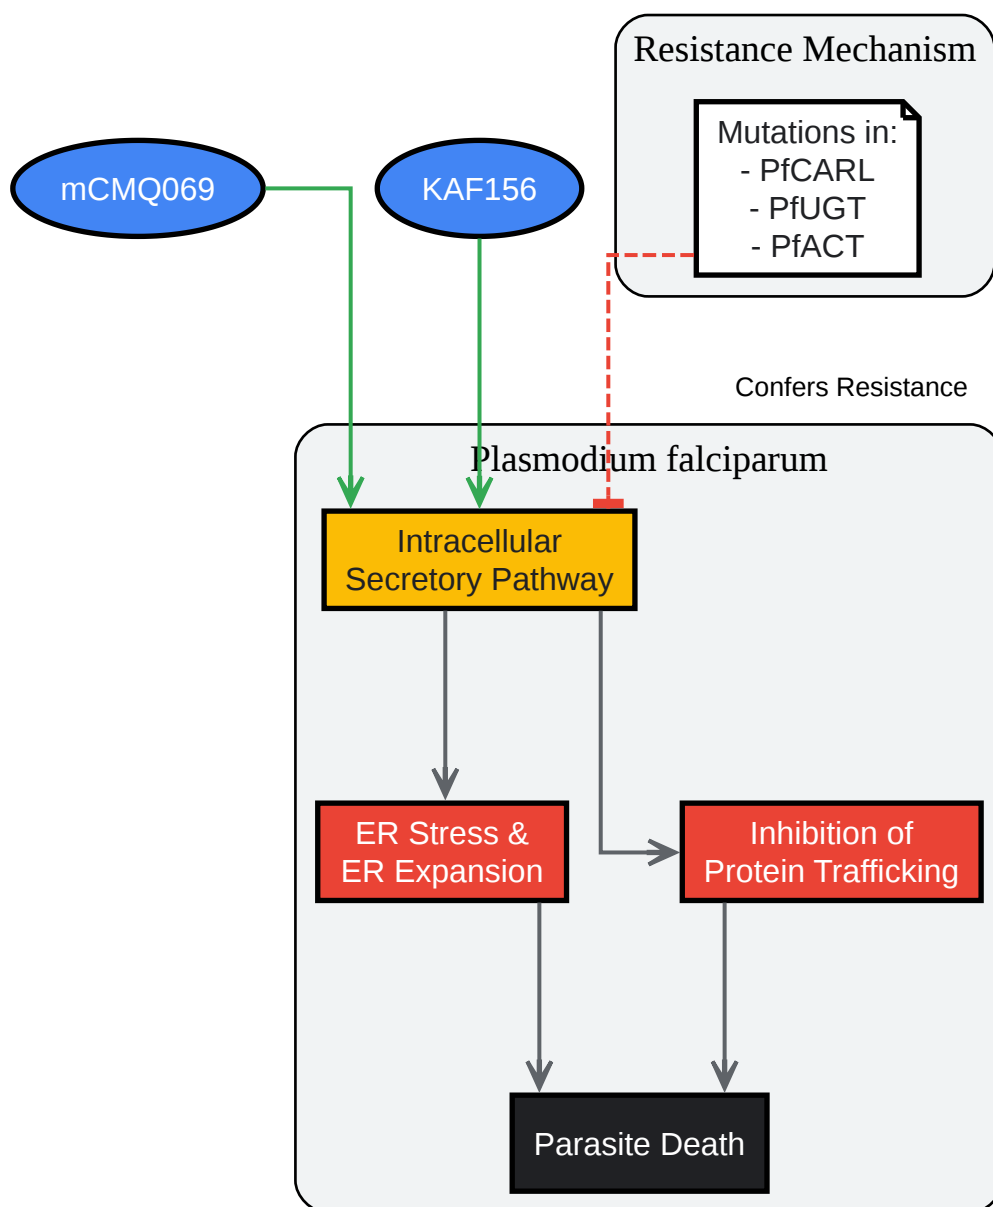 Resistance Mechanism
Mutations in:
- PfCARL
- PfUGT
- PfACT
mCMQ069
KAF156
Confers Resistance
Plasmodium falciparum
Intracellular
Secretory Pathway
ER Stress &
ER Expansion
Inhibition of
Protein Trafficking
Parasite Death